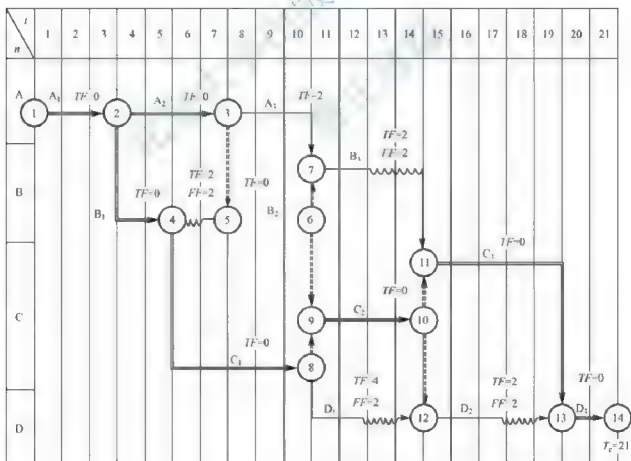 t
n
1 2 3 4 5 6 7 8 9 10 11 12 13 14 15 16 17 18 19 20 21
A
A₁ TF=0 A₂ TF=0 A₃ TF=2
1 2 3
TF=2
FF=2
B₃
7
B
TF=0
TF=2
FF=2
TF=0
B₁
B₂
4 5 6
11
TF=0
C₃
C
TF=0
C₂
9 10
TF=0
C₁
8
TF=0
TF=4
FF=2
TF=2
FF=2
D
D₁ 12 D₂ 13 D₃ 14
Tc=21